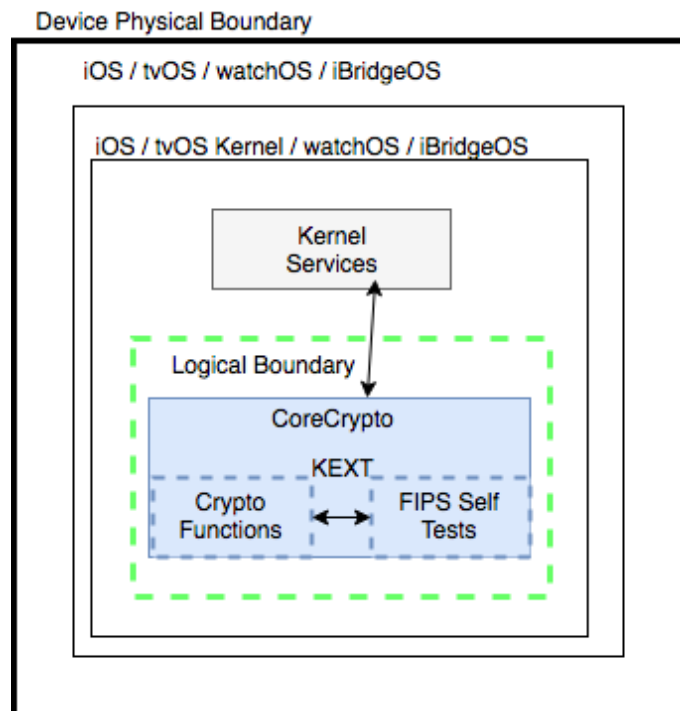 Device Physical Boundary
iOS / tvOS / watchOS / iBridgeOS
iOS / tvOS Kernel / watchOS / iBridgeOS
Kernel
Services
Logical Boundary
CoreCrypto
KEXT
Crypto
Functions
FIPS Self
Tests